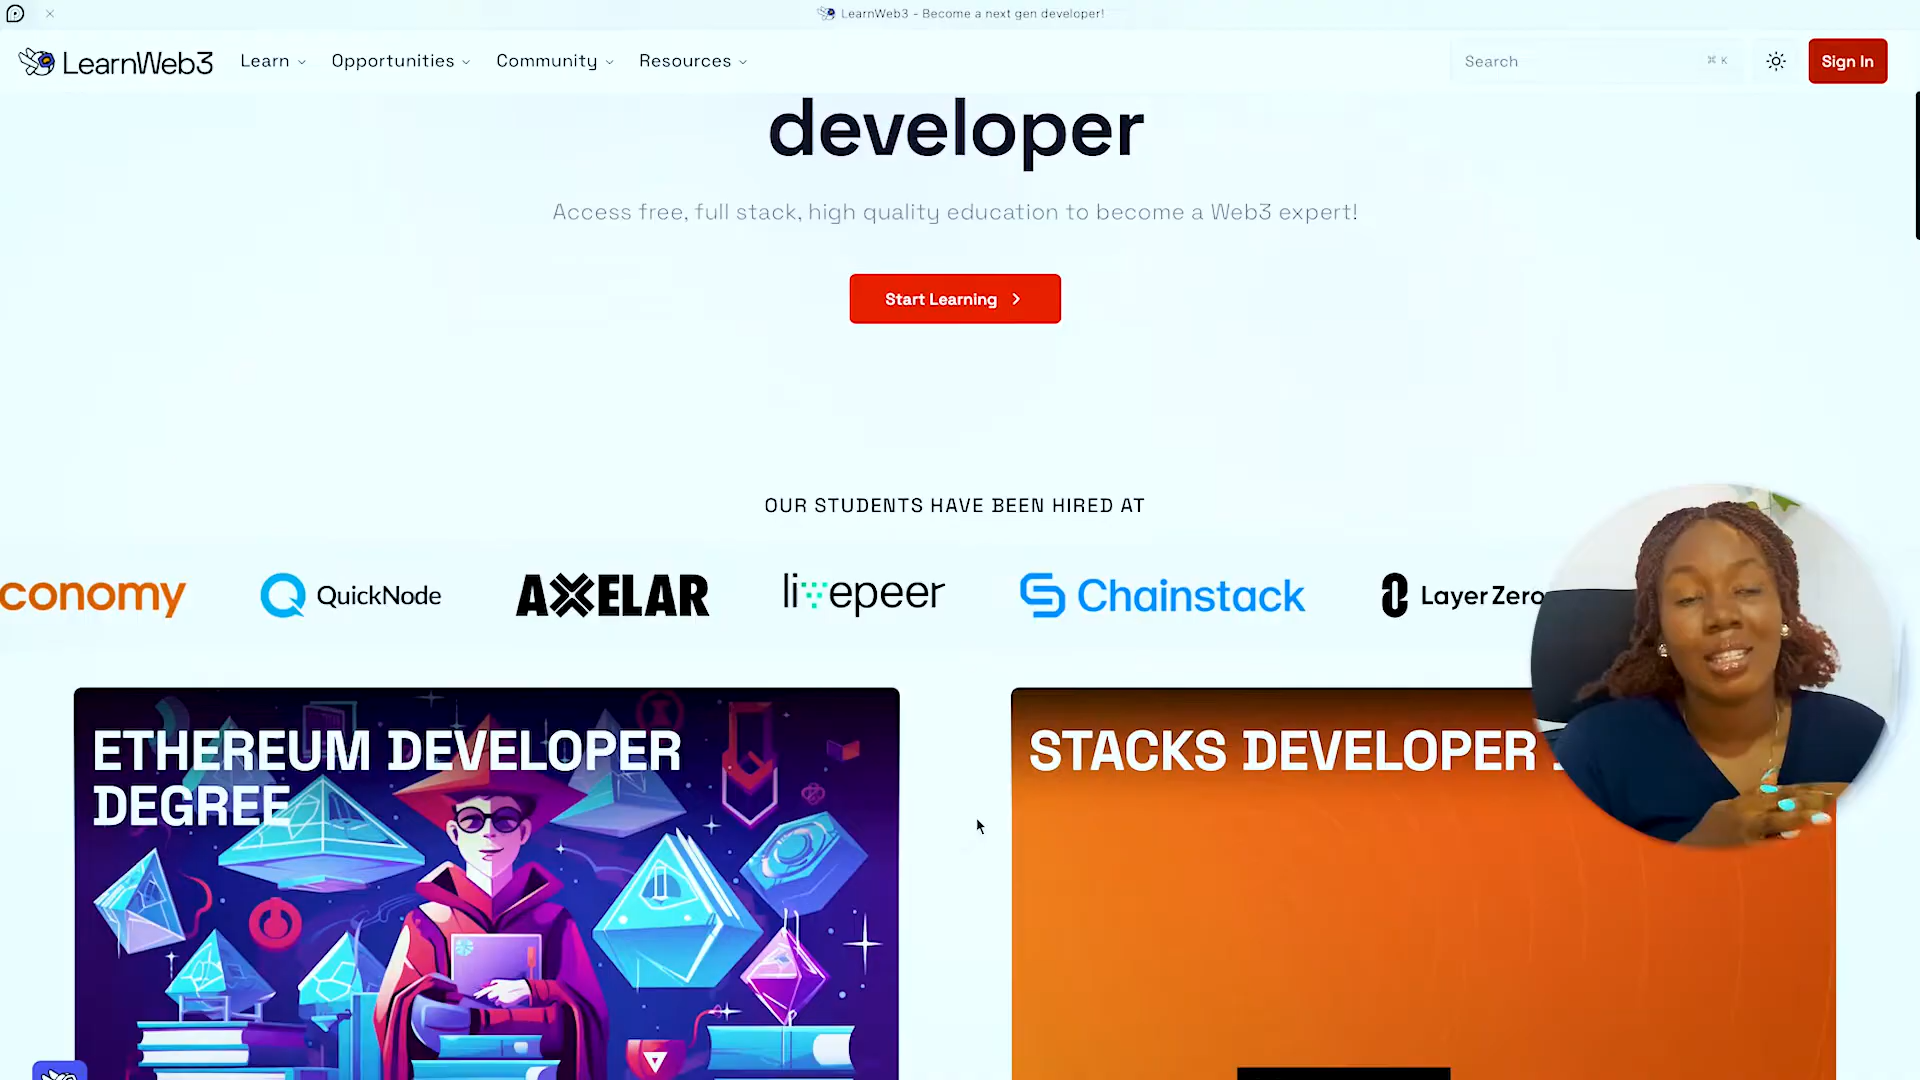 LearnWeb3 - Become a next gen developer!
LearnWeb3
Learn
Opportunities
Community
Resources
Search
⌘ K
Sign In
developer
Access free, full stack, high quality education to become a Web3 expert!
Start Learning
OUR STUDENTS HAVE BEEN HIRED AT
conomy
QuickNode
AXELAR
livepeer
Chainstack
LayerZero
ETHEREUM DEVELOPER
DEGREE
STACKS DEVELOPER